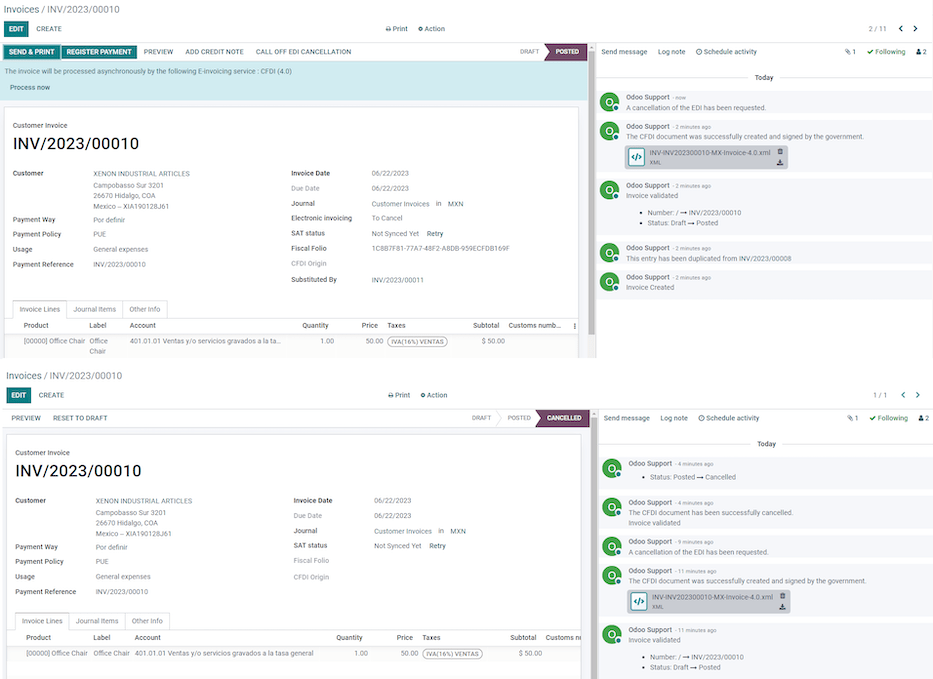 Invoices / INV/2023/00010
EDIT CREATE Print Action 2 / 11
SEND & PRINT REGISTER PAYMENT PREVIEW ADD CREDIT NOTE CALL OFF EDI CANCELLATION DRAFT POSTED
The invoice will be processed asynchronously by the following E-invoicing service : CFDI (4.0)
Process now
Customer Invoice
INV/2023/00010
Customer XENON INDUSTRIAL ARTICLES
Campobasso Sur 3201
26670 Hidalgo, COA
Mexico – XIA190128J61
Payment Way Por definir
Payment Policy PUE
Usage General expenses
Payment Reference INV/2023/00010
Invoice Date 06/22/2023
Due Date 06/22/2023
Journal Customer Invoices in MXN
Electronic invoicing To Cancel
SAT status Not Synced Yet Retry
Fiscal Folio 1C8B7F81-77A7-48F2-A8DB-959ECFDB169F
CFDI Origin
Substituted By INV/2023/00011
Invoice Lines Journal Items Other Info
Product Label Account Quantity Price Taxes Subtotal Customs numb...
[00000] Office Chair Office Chair 401.01.01 Ventas y/o servicios gravados a la ta... 1.00 50.00 IVA(16%) VENTAS $ 50.00
Send message Log note Schedule activity 1 Following 2
Today
Odoo Support - now
A cancellation of the EDI has been requested.
Odoo Support - 2 minutes ago
The CFDI document was successfully created and signed by the government.
INV-INV202300010-MX-Invoice-4.0.xml
XML
Odoo Support - 2 minutes ago
Invoice validated
• Number: / → INV/2023/00010
• Status: Draft → Posted
Odoo Support - 2 minutes ago
This entry has been duplicated from INV/2023/00008
Odoo Support - 2 minutes ago
Invoice Created
Invoices / INV/2023/00010
EDIT CREATE Print Action 1 / 1
PREVIEW RESET TO DRAFT DRAFT POSTED CANCELLED
Customer Invoice
INV/2023/00010
Customer XENON INDUSTRIAL ARTICLES
Campobasso Sur 3201
26670 Hidalgo, COA
Mexico – XIA190128J61
Payment Way Por definir
Payment Policy PUE
Usage General expenses
Payment Reference INV/2023/00010
Invoice Date 06/22/2023
Due Date 06/22/2023
Journal Customer Invoices in MXN
SAT status Not Synced Yet Retry
Fiscal Folio
CFDI Origin
Invoice Lines Journal Items Other Info
Product Label Account Quantity Price Taxes Subtotal Customs nu
[00000] Office Chair Office Chair 401.01.01 Ventas y/o servicios gravados a la tasa general 1.00 50.00 IVA(16%) VENTAS $ 50.00
Send message Log note Schedule activity 1 Following 2
Today
Odoo Support - 4 minutes ago
• Status: Posted → Cancelled
Odoo Support - 4 minutes ago
The CFDI document has been successfully cancelled.
Invoice validated
Odoo Support - 9 minutes ago
A cancellation of the EDI has been requested.
Odoo Support - 11 minutes ago
The CFDI document was successfully created and signed by the government.
INV-INV202300010-MX-Invoice-4.0.xml
XML
Odoo Support - 11 minutes ago
Invoice validated
• Number: / → INV/2023/00010
• Status: Draft → Posted